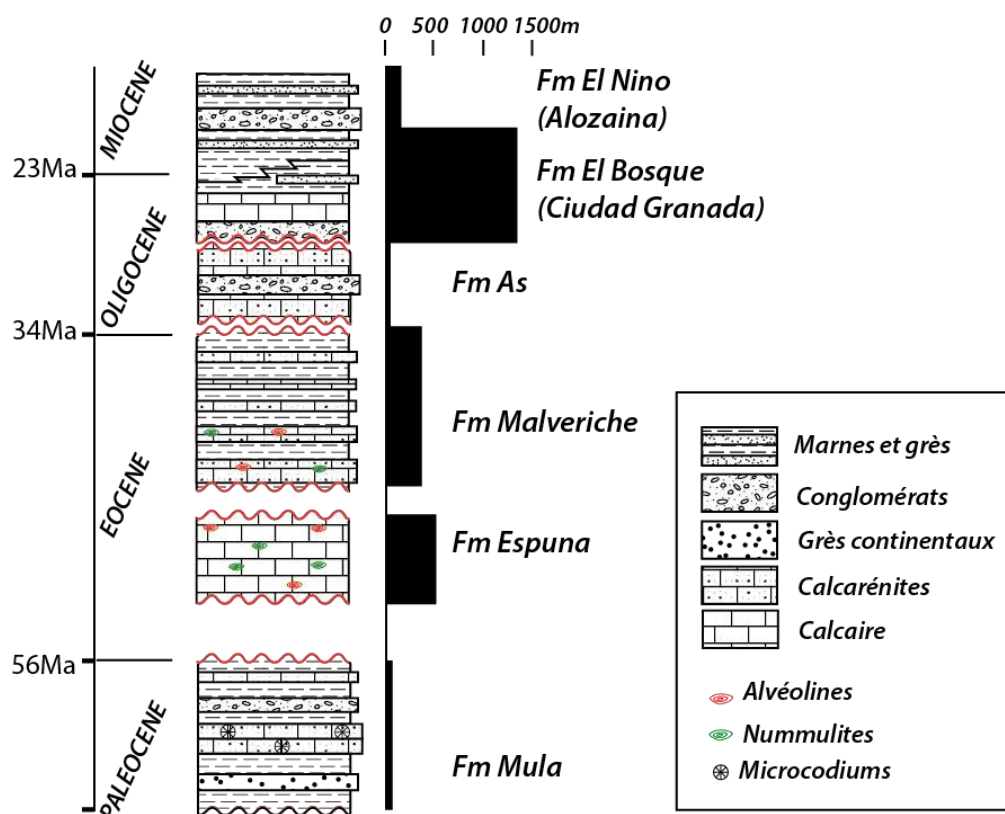 0 500 1000 1500m
MIOCENE
23Ma
OLIGOCENE
34Ma
EOCENE
56Ma
PALEOCENE
Fm El Nino
(Alozaina)
Fm El Bosque
(Ciudad Granada)
Fm As
Fm Malveriche
Fm Espuna
Fm Mula
Marnes et grès
Conglomérats
Grès continentaux
Calcarénites
Calcaire
Alvéolines
Nummulites
Microcodiums